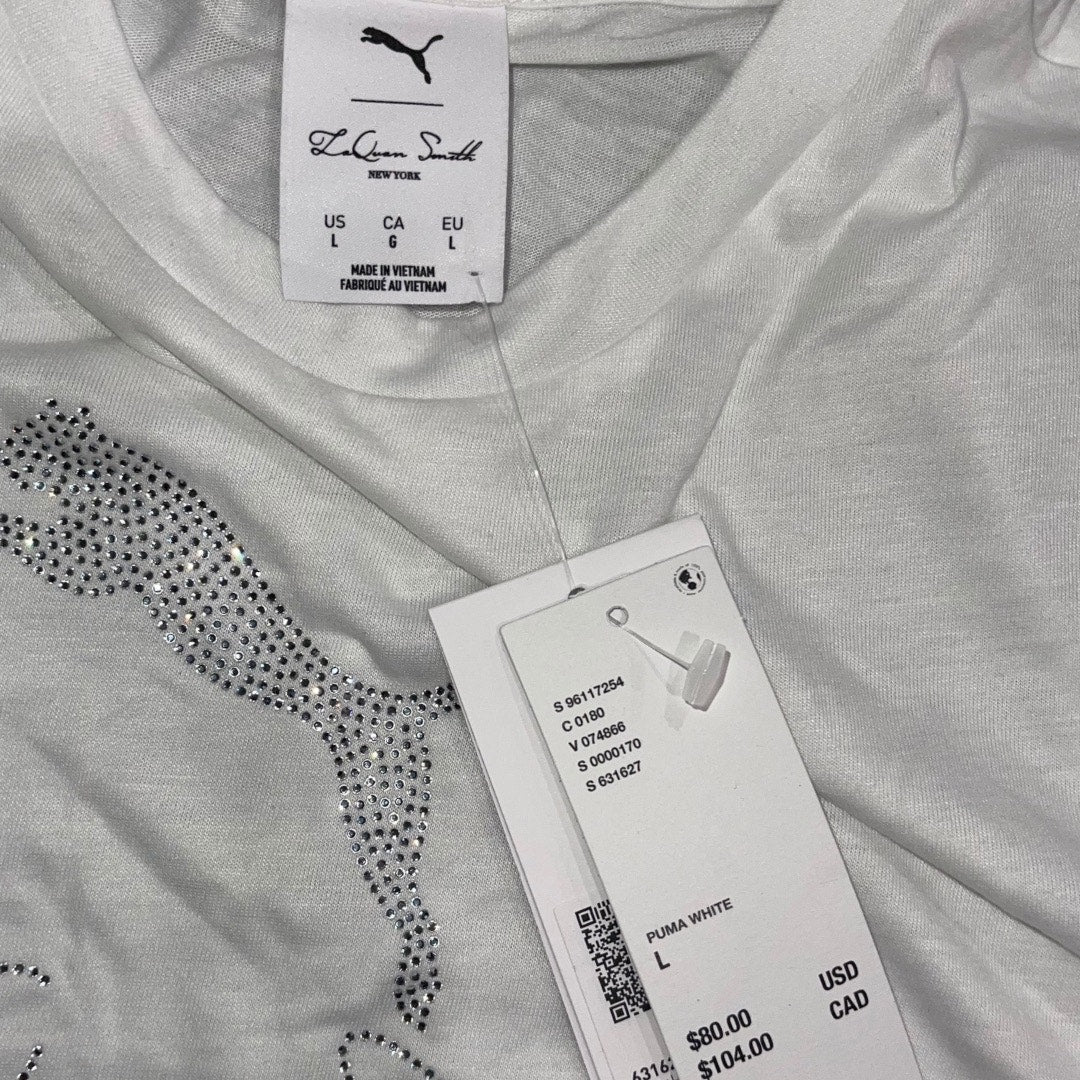 LaQuan Smith
NEW YORK
US CA EU
L G L
MADE IN VIETNAM
FABRIQUÉ AU VIETNAM
S 96117254
C 0180
V 074866
S 0000170
S 631627
PUMA WHITE
L
$80.00 USD
$104.00 CAD